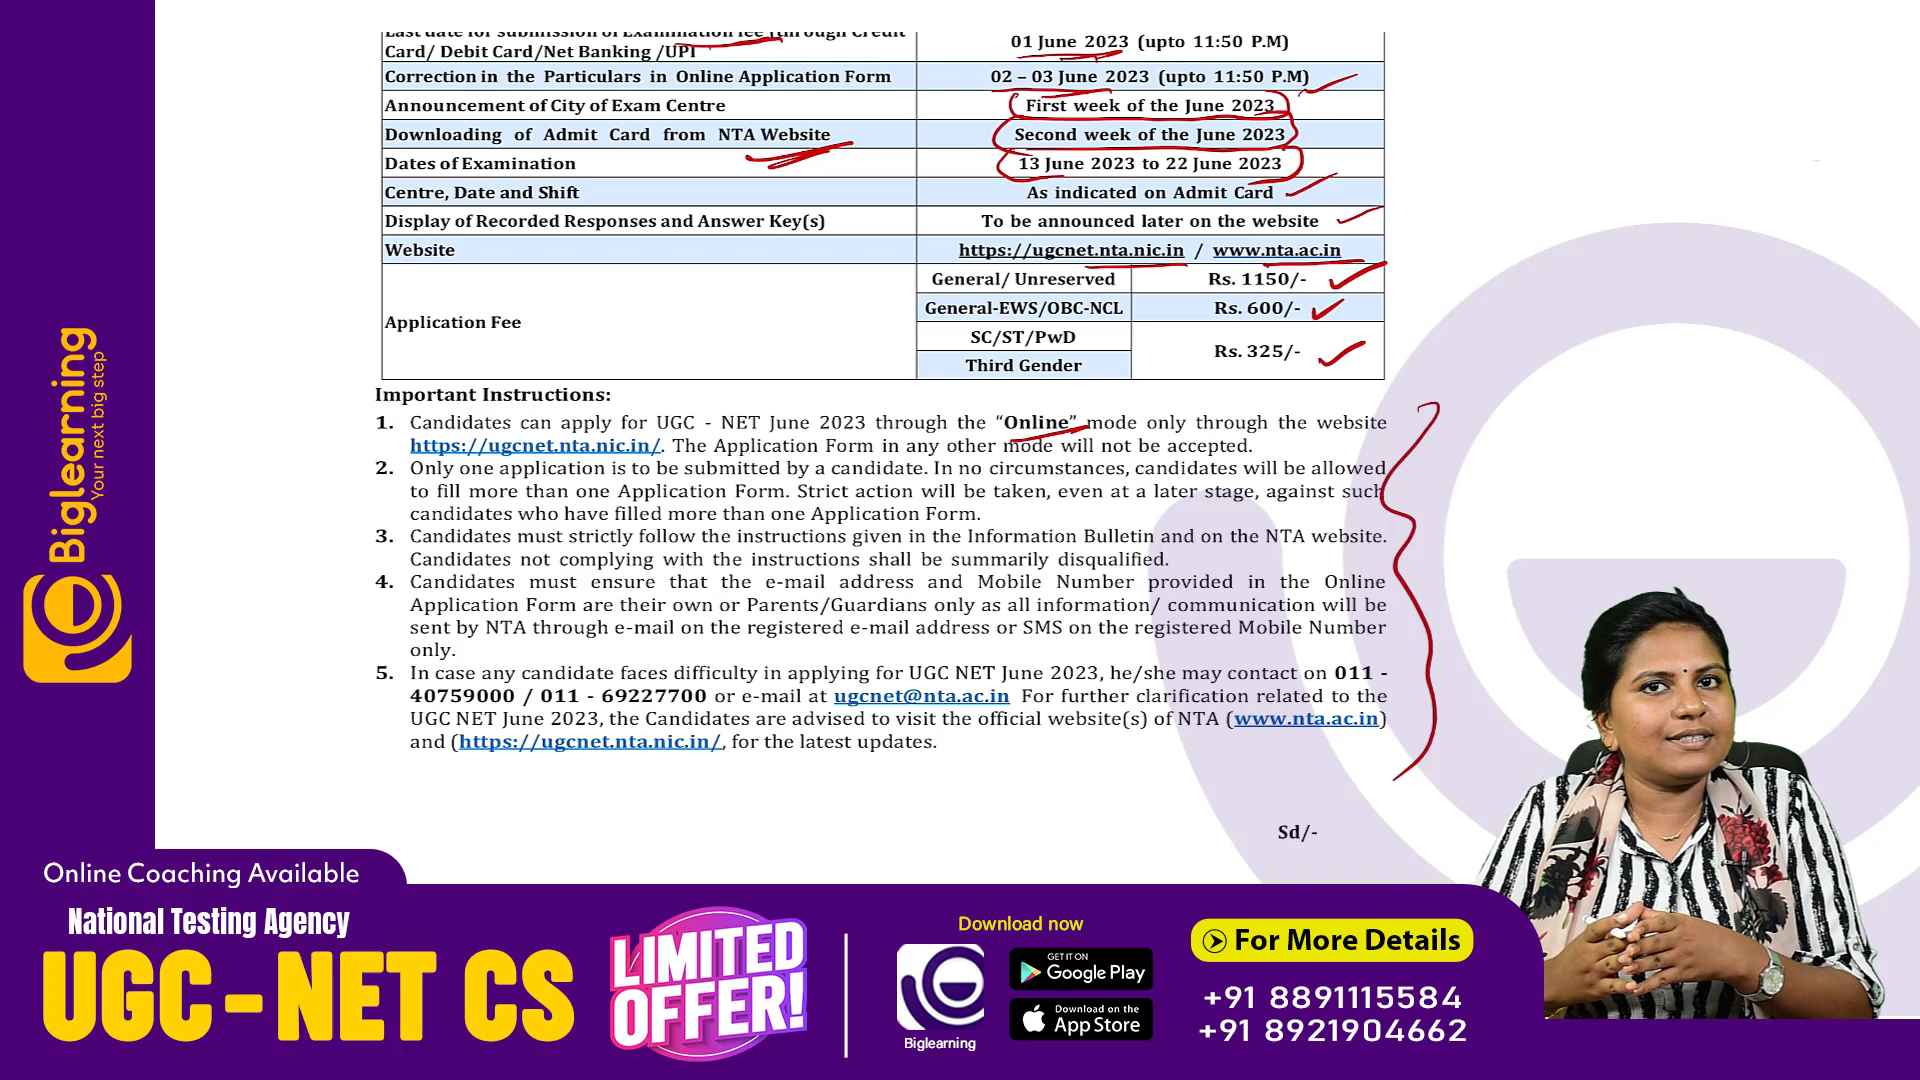 Last date for submission of Examination fee (through Credit
Card/ Debit Card/Net Banking /UPI
01 June 2023 (upto 11:50 P.M)
Correction in the Particulars in Online Application Form
02 – 03 June 2023 (upto 11:50 P.M)
Announcement of City of Exam Centre
First week of the June 2023
Downloading of Admit Card from NTA Website
Second week of the June 2023
Dates of Examination
13 June 2023 to 22 June 2023
Centre, Date and Shift
As indicated on Admit Card
Display of Recorded Responses and Answer Key(s)
To be announced later on the website
Website
https://ugcnet.nta.nic.in / www.nta.ac.in
Application Fee
General/ Unreserved
Rs. 1150/-
General-EWS/OBC-NCL
Rs. 600/-
SC/ST/PwD
Rs. 325/-
Third Gender
Important Instructions:
1. Candidates can apply for UGC - NET June 2023 through the “Online” mode only through the website
https://ugcnet.nta.nic.in/. The Application Form in any other mode will not be accepted.
2. Only one application is to be submitted by a candidate. In no circumstances, candidates will be allowed
to fill more than one Application Form. Strict action will be taken, even at a later stage, against such
candidates who have filled more than one Application Form.
3. Candidates must strictly follow the instructions given in the Information Bulletin and on the NTA website.
Candidates not complying with the instructions shall be summarily disqualified.
4. Candidates must ensure that the e-mail address and Mobile Number provided in the Online
Application Form are their own or Parents/Guardians only as all information/ communication will be
sent by NTA through e-mail on the registered e-mail address or SMS on the registered Mobile Number
only.
5. In case any candidate faces difficulty in applying for UGC NET June 2023, he/she may contact on 011 -
40759000 / 011 - 69227700 or e-mail at ugcnet@nta.ac.in For further clarification related to the
UGC NET June 2023, the Candidates are advised to visit the official website(s) of NTA (www.nta.ac.in)
and (https://ugcnet.nta.nic.in/, for the latest updates.
Sd/-
Biglearning
Your next big step
Online Coaching Available
National Testing Agency
UGC-NET CS
LIMITED
OFFER!
Download now
Biglearning
GET IT ON
Google Play
Download on the
App Store
For More Details
+91 8891115584
+91 8921904662